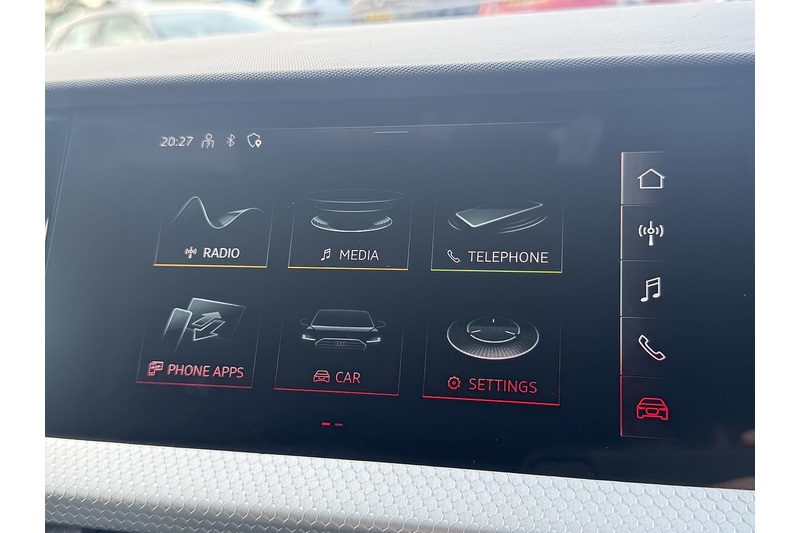 20:27
RADIO
MEDIA
TELEPHONE
PHONE APPS
CAR
SETTINGS